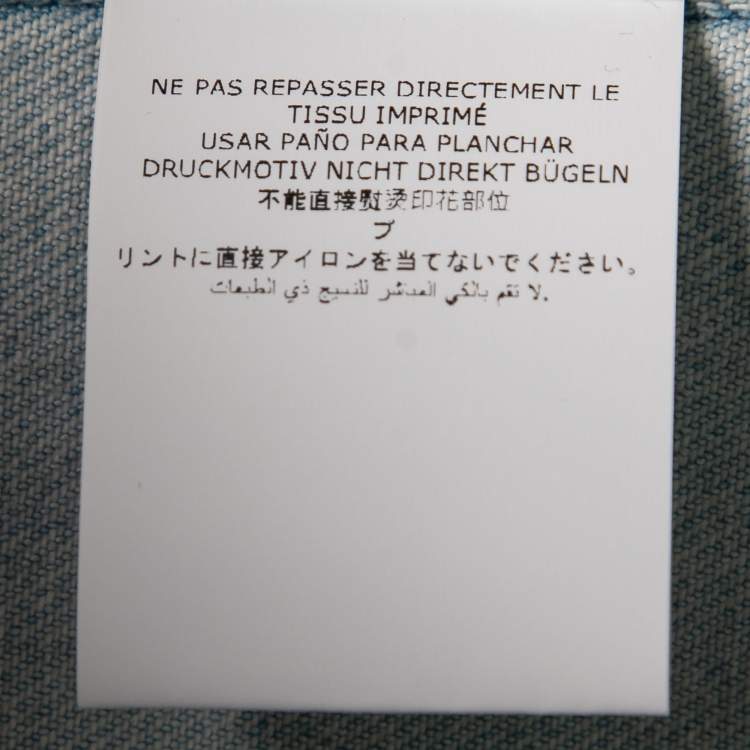 NE PAS REPASSER DIRECTEMENT LE
TISSU IMPRIMÉ
USAR PAÑO PARA PLANCHAR
DRUCKMOTIV NICHT DIREKT BÜGELN
不能直接熨烫印花部位
プ
リントに直接アイロンを当てないでください。
لا تقم بالكي المباشر للنسيج ذي الطبعات.